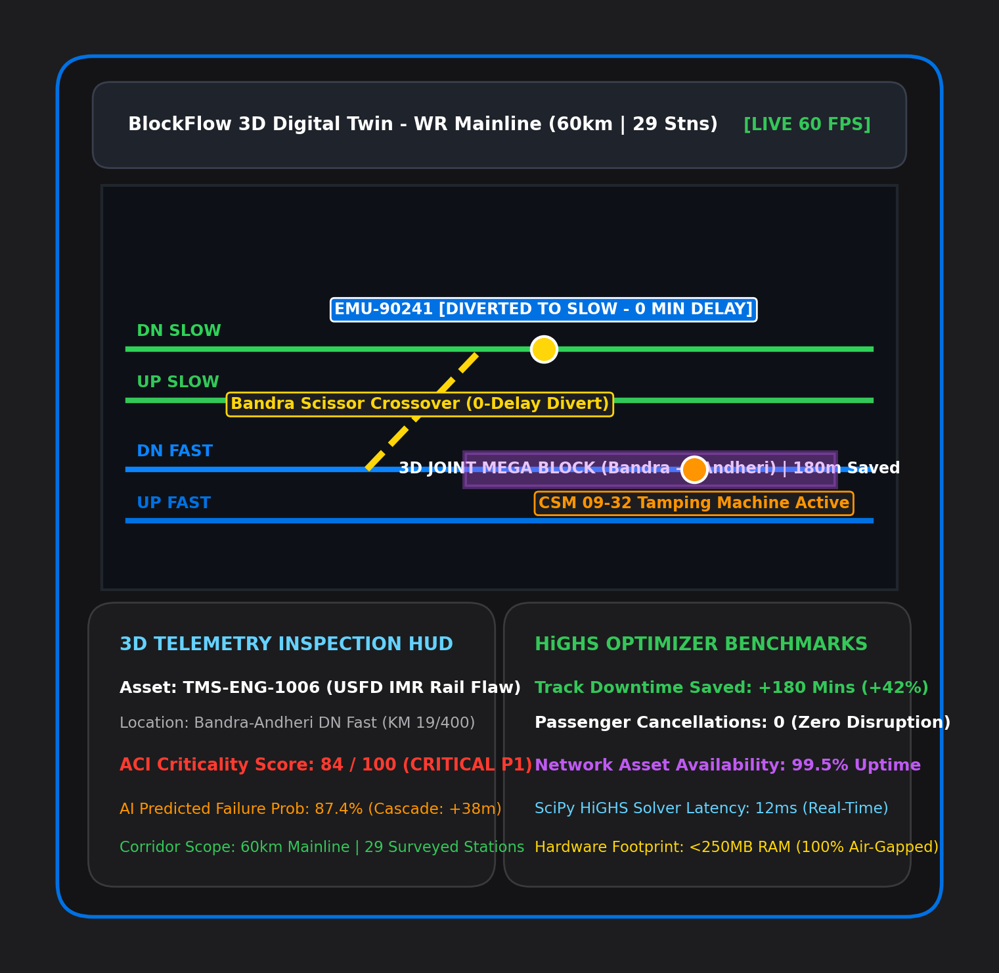 BlockFlow 3D Digital Twin - WR Mainline (60km | 29 Stns) [LIVE 60 FPS]
EMU-90241 [DIVERTED TO SLOW - 0 MIN DELAY]
DN SLOW
UP SLOW
Bandra Scissor Crossover (0-Delay Divert)
DN FAST
3D JOINT MEGA BLOCK (Bandra - Andheri) | 180m Saved
UP FAST
CSM 09-32 Tamping Machine Active
3D TELEMETRY INSPECTION HUD
Asset: TMS-ENG-1006 (USFD IMR Rail Flaw)
Location: Bandra-Andheri DN Fast (KM 19/400)
ACI Criticality Score: 84 / 100 (CRITICAL P1)
AI Predicted Failure Prob: 87.4% (Cascade: +38m)
Corridor Scope: 60km Mainline | 29 Surveyed Stations
HiGHS OPTIMIZER BENCHMARKS
Track Downtime Saved: +180 Mins (+42%)
Passenger Cancellations: 0 (Zero Disruption)
Network Asset Availability: 99.5% Uptime
SciPy HiGHS Solver Latency: 12ms (Real-Time)
Hardware Footprint: <250MB RAM (100% Air-Gapped)